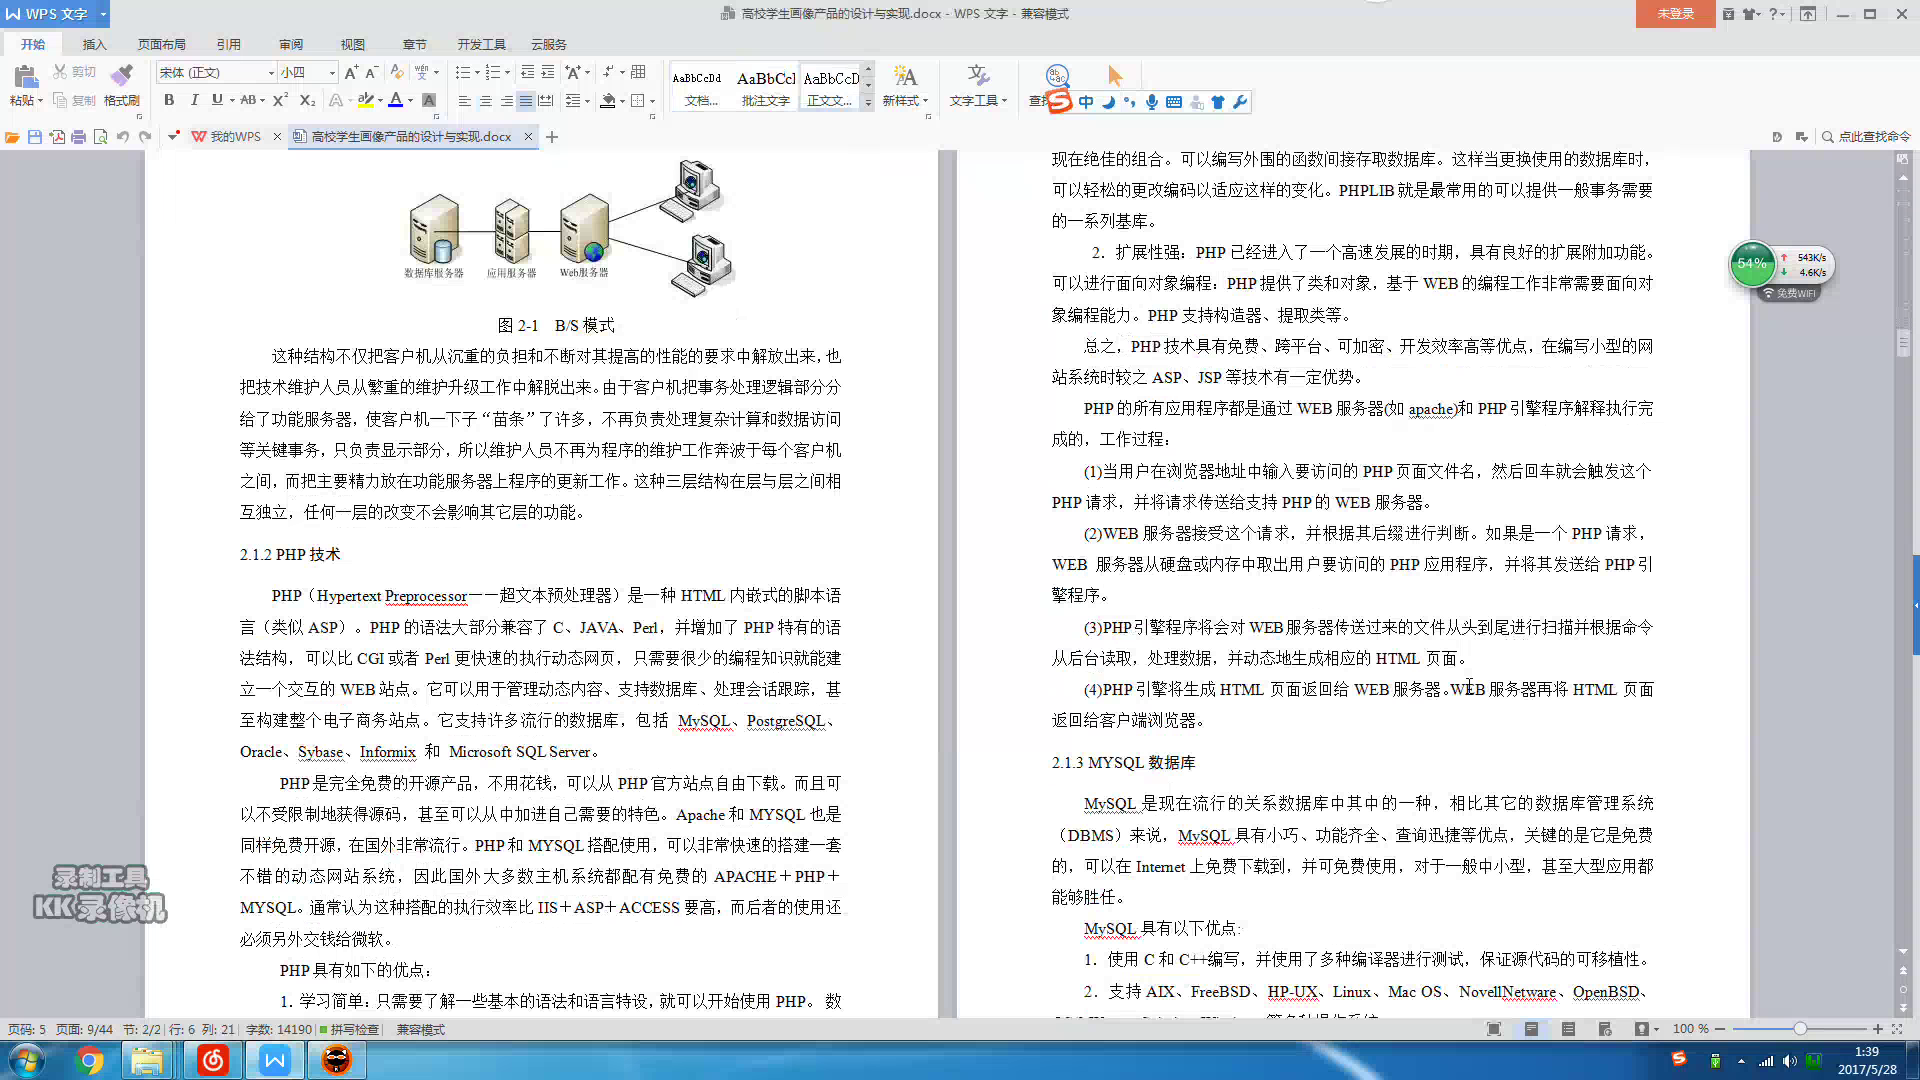 WPS 文字
高校学生画像产品的设计与实现.docx - WPS 文字 - 兼容模式
未登录
开始 插入 页面布局 引用 审阅 视图 章节 开发工具 云服务
剪切 宋体 (正文) 小四
AaBbCcDd AaBbCcI AaBbCcD
粘贴 复制 格式刷 B I U AB X² X₂ A
文档... 批注文字 正文文... 新样式 文字工具
中
我的WPS 高校学生画像产品的设计与实现.docx
点此查找命令
数据库服务器 应用服务器 Web服务器
图 2-1 B/S 模式
这种结构不仅把客户机从沉重的负担和不断对其提高的性能的要求中解放出来，也
把技术维护人员从繁重的维护升级工作中解脱出来。由于客户机把事务处理逻辑部分分
给了功能服务器，使客户机一下子“苗条”了许多，不再负责处理复杂计算和数据访问
等关键事务，只负责显示部分，所以维护人员不再为程序的维护工作奔波于每个客户机
之间，而把主要精力放在功能服务器上程序的更新工作。这种三层结构在层与层之间相
互独立，任何一层的改变不会影响其它层的功能。
2.1.2 PHP 技术
PHP（Hypertext Preprocessor——超文本预处理器）是一种 HTML 内嵌式的脚本语
言（类似 ASP）。PHP 的语法大部分兼容了 C、JAVA、Perl，并增加了 PHP 特有的语
法结构，可以比 CGI 或者 Perl 更快速的执行动态网页，只需要很少的编程知识就能建
立一个交互的 WEB 站点。它可以用于管理动态内容、支持数据库、处理会话跟踪，甚
至构建整个电子商务站点。它支持许多流行的数据库，包括 MySQL、PostgreSQL、
Oracle、Sybase、Informix 和 Microsoft SQL Server。
PHP 是完全免费的开源产品，不用花钱，可以从 PHP 官方站点自由下载。而且可
以不受限制地获得源码，甚至可以从中加进自己需要的特色。Apache 和 MYSQL 也是
同样免费开源，在国外非常流行。PHP 和 MYSQL 搭配使用，可以非常快速的搭建一套
不错的动态网站系统，因此国外大多数主机系统都配有免费的 APACHE＋PHP＋
MYSQL。通常认为这种搭配的执行效率比 IIS＋ASP＋ACCESS 要高，而后者的使用还
必须另外交钱给微软。
PHP 具有如下的优点：
1．学习简单：只需要了解一些基本的语法和语言特设，就可以开始使用 PHP。 数
现在绝佳的组合。可以编写外围的函数间接存取数据库。这样当更换使用的数据库时，
可以轻松的更改编码以适应这样的变化。PHPLIB 就是最常用的可以提供一般事务需要
的一系列基库。
2．扩展性强：PHP 已经进入了一个高速发展的时期，具有良好的扩展附加功能。
可以进行面向对象编程：PHP 提供了类和对象，基于 WEB 的编程工作非常需要面向对
象编程能力。PHP 支持构造器、提取类等。
总之，PHP 技术具有免费、跨平台、可加密、开发效率高等优点，在编写小型的网
站系统时较之 ASP、JSP 等技术有一定优势。
PHP 的所有应用程序都是通过 WEB 服务器(如 apache)和 PHP 引擎程序解释执行完
成的，工作过程：
(1)当用户在浏览器地址中输入要访问的 PHP 页面文件名，然后回车就会触发这个
PHP 请求，并将请求传送给支持 PHP 的 WEB 服务器。
(2)WEB 服务器接受这个请求，并根据其后缀进行判断。如果是一个 PHP 请求，
WEB 服务器从硬盘或内存中取出用户要访问的 PHP 应用程序，并将其发送给 PHP 引
擎程序。
(3)PHP 引擎程序将会对 WEB 服务器传送过来的文件从头到尾进行扫描并根据命令
从后台读取，处理数据，并动态地生成相应的 HTML 页面。
(4)PHP 引擎将生成 HTML 页面返回给 WEB 服务器。WEB 服务器再将 HTML 页面
返回给客户端浏览器。
2.1.3 MYSQL 数据库
MySQL 是现在流行的关系数据库中其中的一种，相比其它的数据库管理系统
（DBMS）来说，MySQL 具有小巧、功能齐全、查询迅捷等优点，关键的是它是免费
的，可以在 Internet 上免费下载到，并可免费使用，对于一般中小型，甚至大型应用都
能够胜任。
MySQL 具有以下优点:
1．使用 C 和 C++编写，并使用了多种编译器进行测试，保证源代码的可移植性。
2．支持 AIX、FreeBSD、HP-UX、Linux、Mac OS、NovellNetware、OpenBSD、
54% 543K/s
4.6K/s
免费WIFI
录制工具
KK 录像机
页码: 5 页面: 9/44 节: 2/2 行: 6 列: 21 字数: 14190 拼写检查 兼容模式
100 %
1:39
2017/5/28